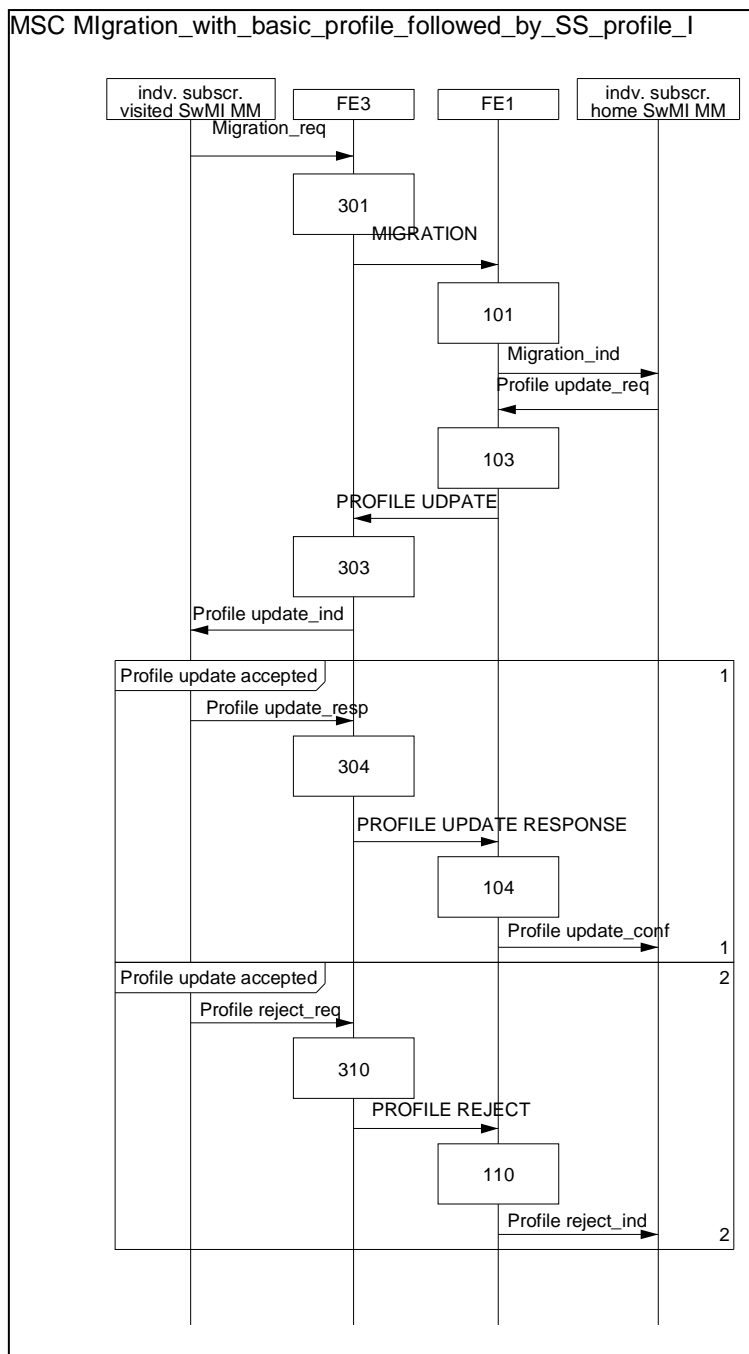 MSC MIgration_with_basic_profile_followed_by_SS_profile_I
indv. subscr.
visited SwMI MM
FE3
FE1
indv. subscr.
home SwMI MM
Migration_req
301
MIGRATION
101
Migration_ind
Profile update_req
103
PROFILE UDPATE
303
Profile update_ind
Profile update accepted
1
Profile update_resp
304
PROFILE UPDATE RESPONSE
104
Profile update_conf
1
Profile update accepted
2
Profile reject_req
310
PROFILE REJECT
110
Profile reject_ind
2